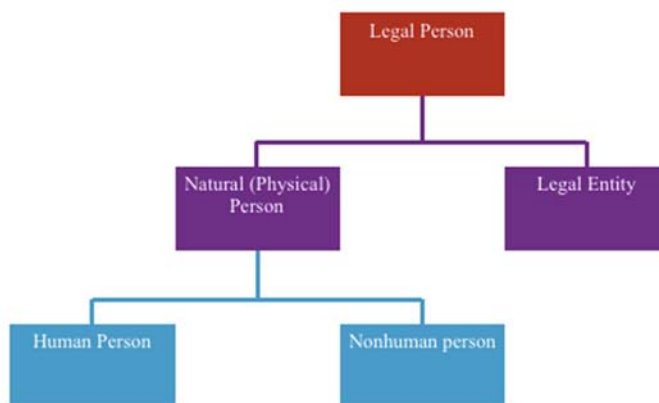 Legal Person
Natural (Physical)
Person
Legal Entity
Human Person
Nonhuman person